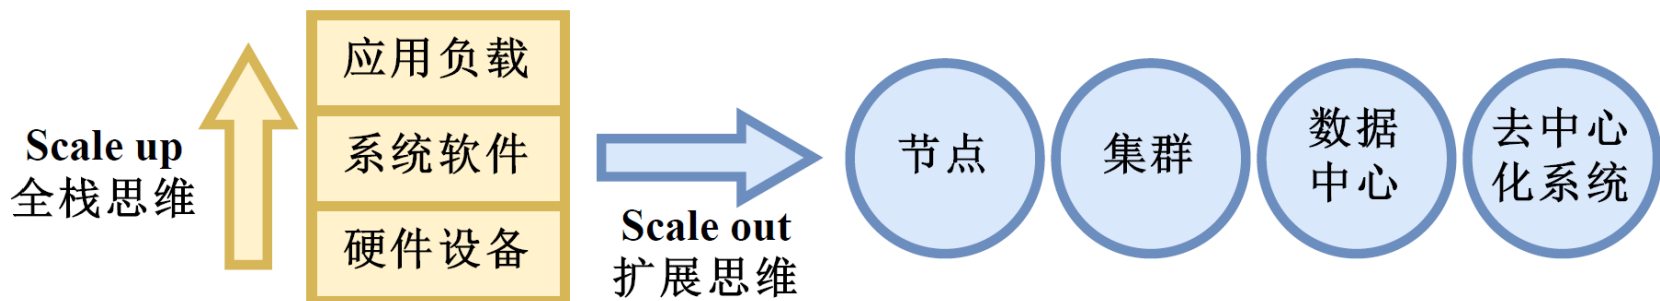 Scale up
全栈思维
应用负载
系统软件
硬件设备
Scale out
扩展思维
节点
集群
数据
中心
去中心
化系统